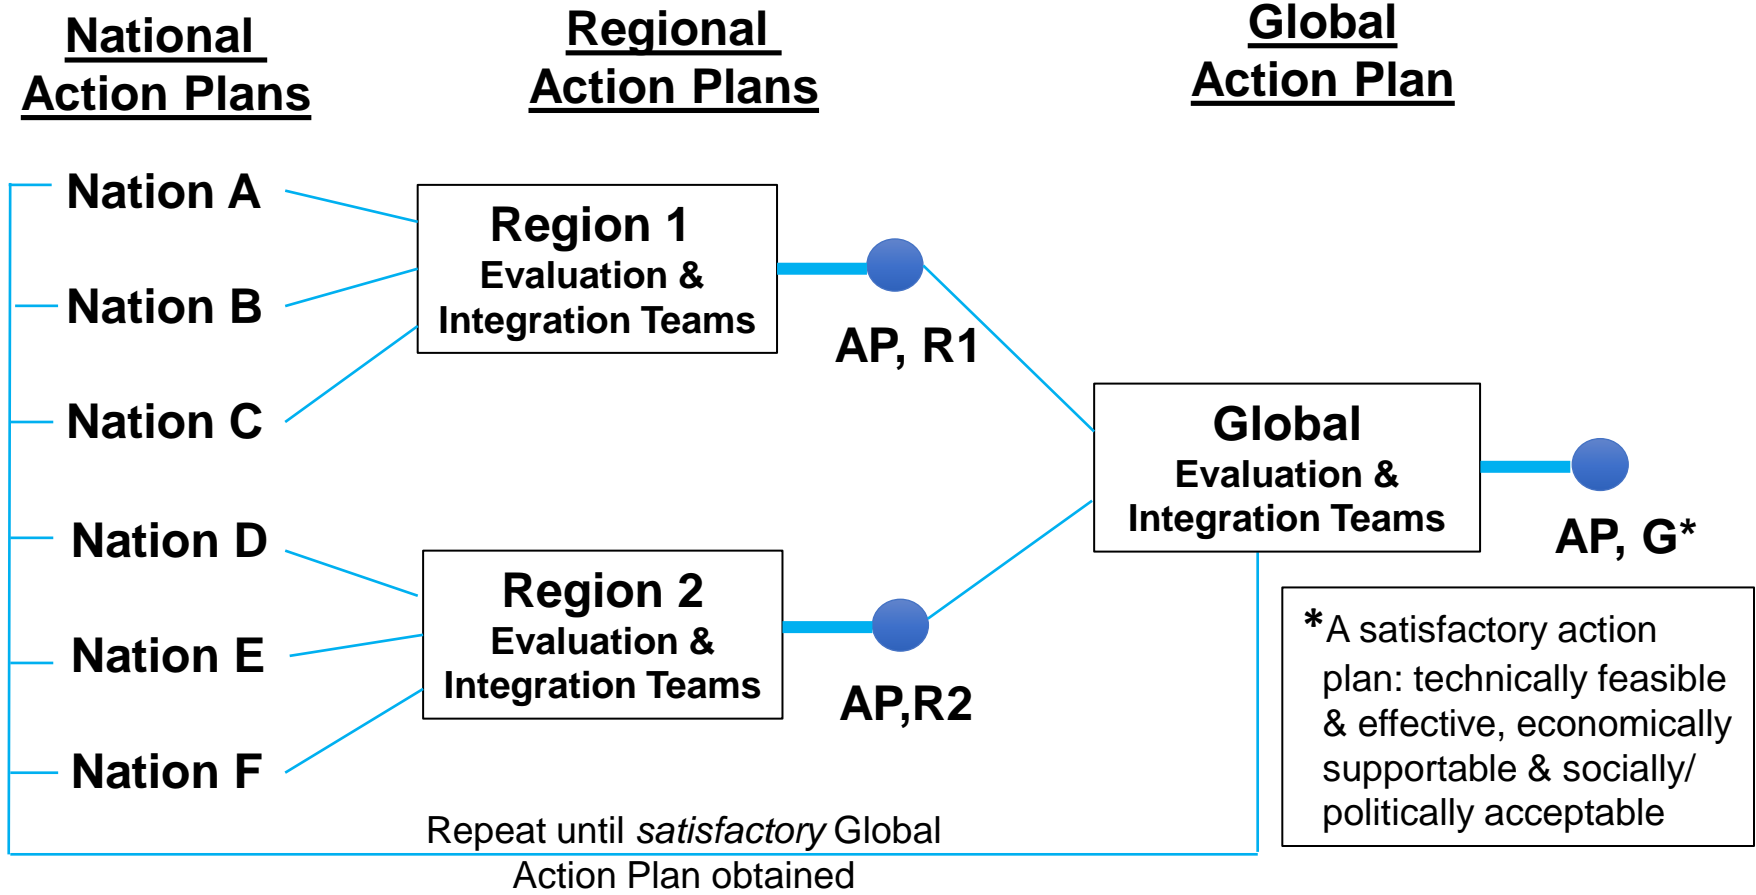 National
Action Plans
Regional
Action Plans
Global
Action Plan
Nation A
Nation B
Nation C
Nation D
Nation E
Nation F
Region 1
Evaluation &
Integration Teams
AP, R1
Region 2
Evaluation &
Integration Teams
AP,R2
Global
Evaluation &
Integration Teams
AP, G*
*A satisfactory action
plan: technically feasible
& effective, economically
supportable & socially/
politically acceptable
Repeat until satisfactory Global
Action Plan obtained